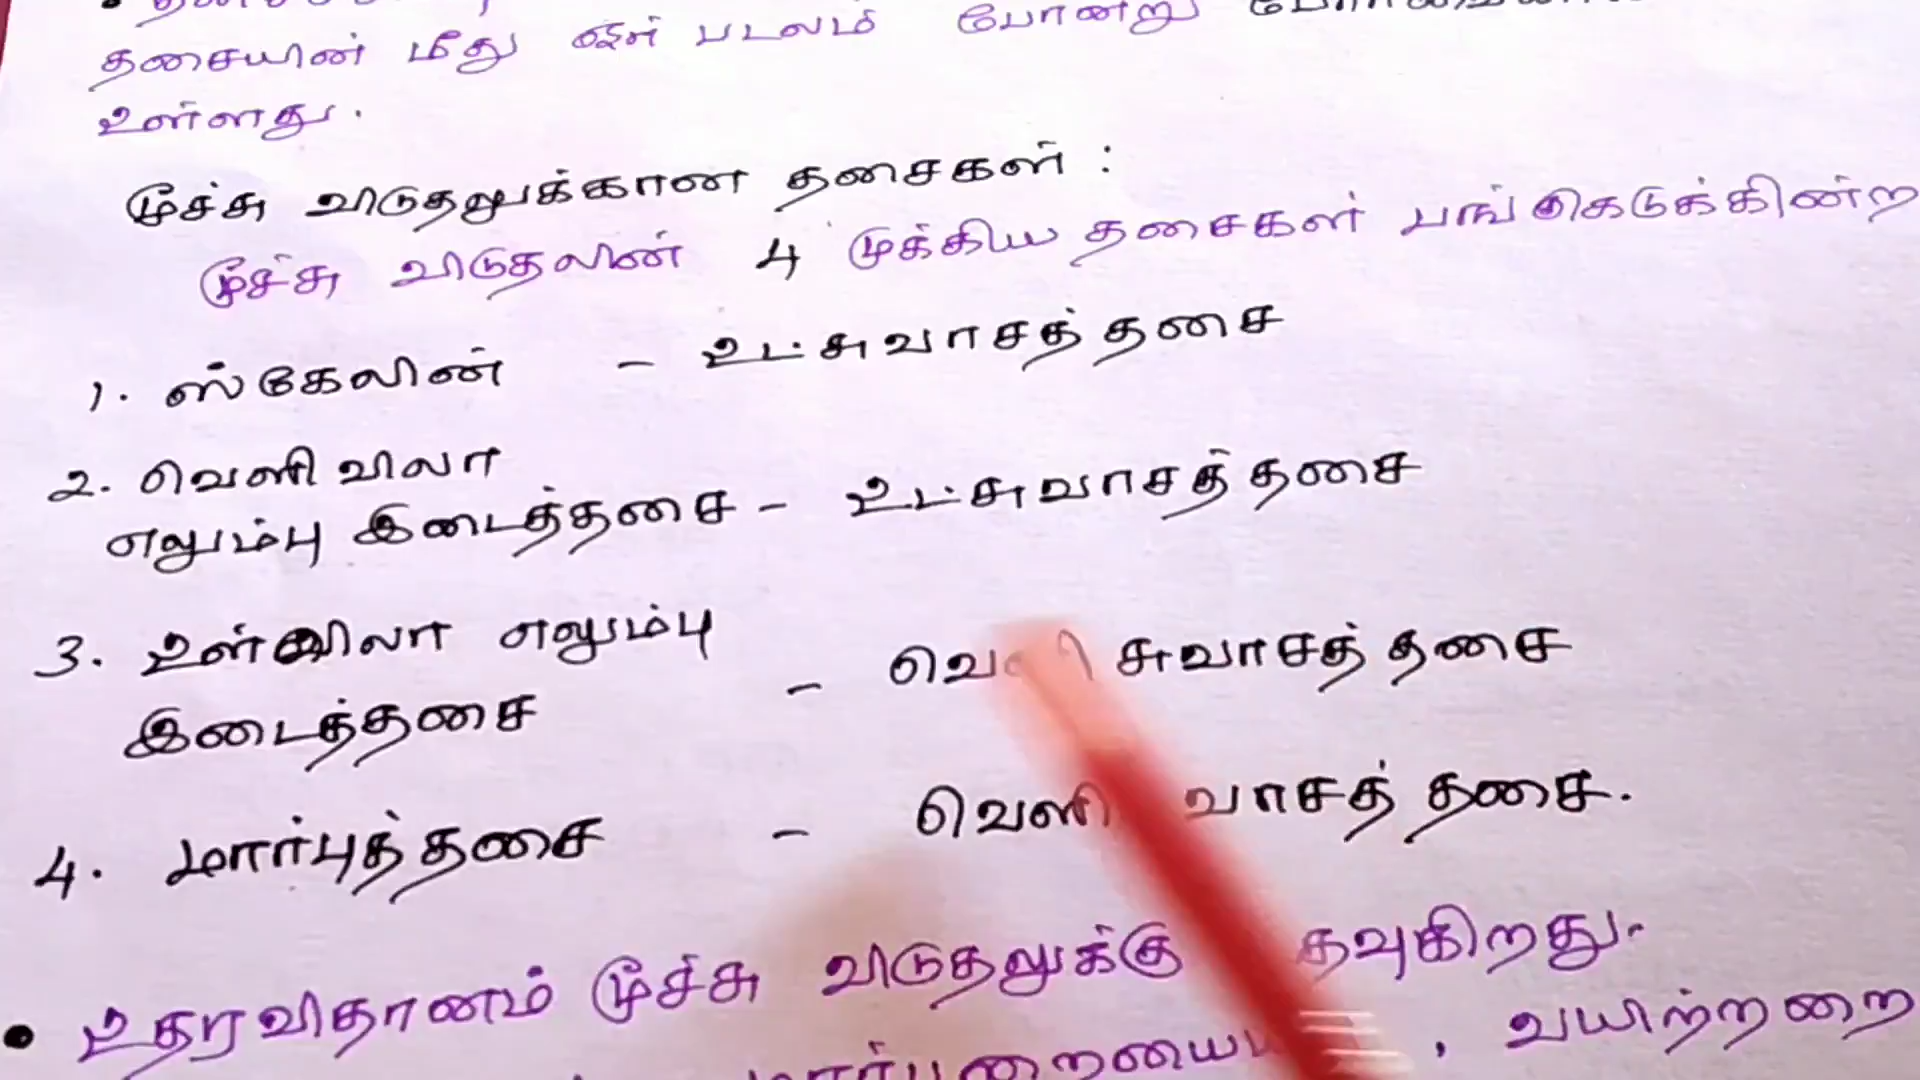 தசையின் மீது ஒரு படலம் போன்று
உள்ளது.
மூச்சு விடுதலுக்கான தசைகள் :
மூச்சு விடுதலின் 4 முக்கிய தசைகள் பங்கெடுக்கின்ற
1. ஸ்கேலின் - உட்சுவாசத் தசை
2. வெளி விலா
எலும்பு இடைத்தசை - உட்சுவாசத் தசை
3. உள்விலா எலும்பு
இடைத்தசை - வெளி சுவாசத் தசை
4. மார்புத் தசை - வெளி வாசத் தசை.
• உதரவிதானம் மூச்சு விடுதலுக்கு தவுகிறது.
, வயிற்றறை